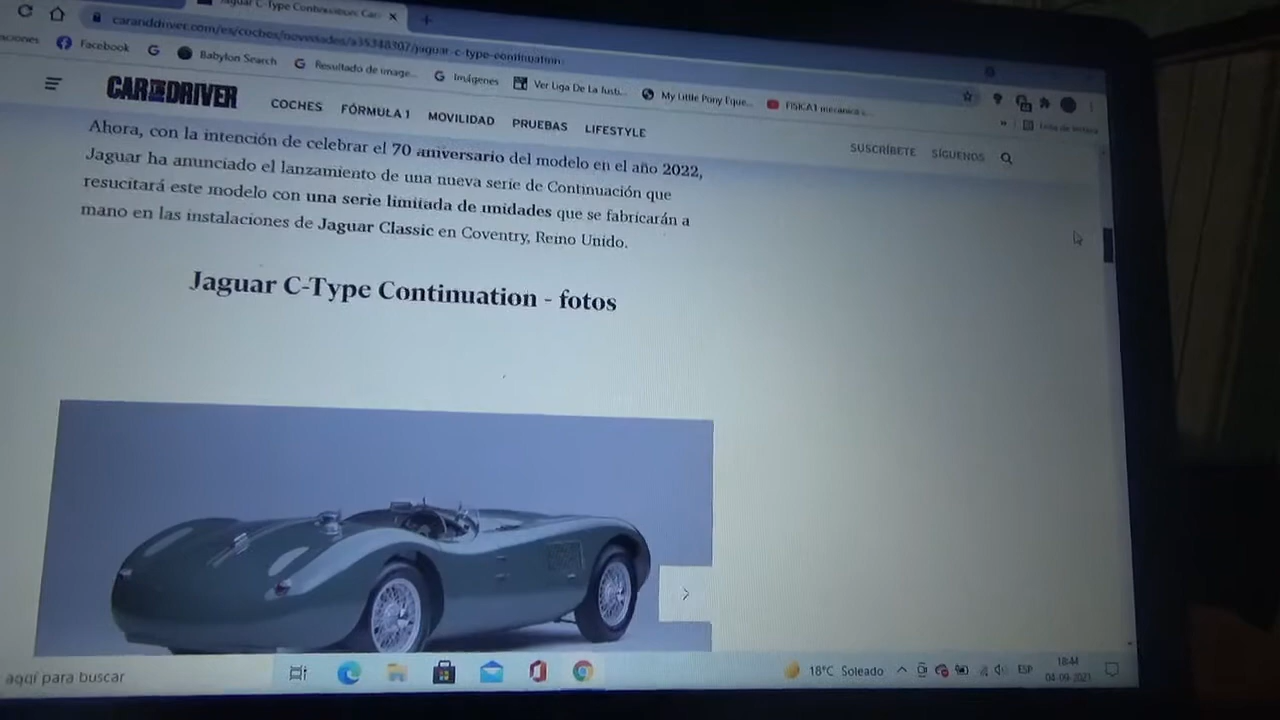 Jaguar C-Type Continuation: Car
caranddriver.com/es/coches/novedades/a35348307/jaguar-c-type-continuation
aciones Facebook Babylon Search Resultado de image... Imágenes Ver Liga De La Justi... My Little Pony Eque... FISICA1 mecanica c...
» Lista de lectura
CAR AND DRIVER COCHES FÓRMULA 1 MOVILIDAD PRUEBAS LIFESTYLE SUSCRÍBETE SÍGUENOS
Ahora, con la intención de celebrar el 70 aniversario del modelo en el año 2022,
Jaguar ha anunciado el lanzamiento de una nueva serie de Continuación que
resucitará este modelo con una serie limitada de unidades que se fabricarán a
mano en las instalaciones de Jaguar Classic en Coventry, Reino Unido.
Jaguar C-Type Continuation - fotos
aquí para buscar 18°C Soleado ESP 18:44
04-09-2021